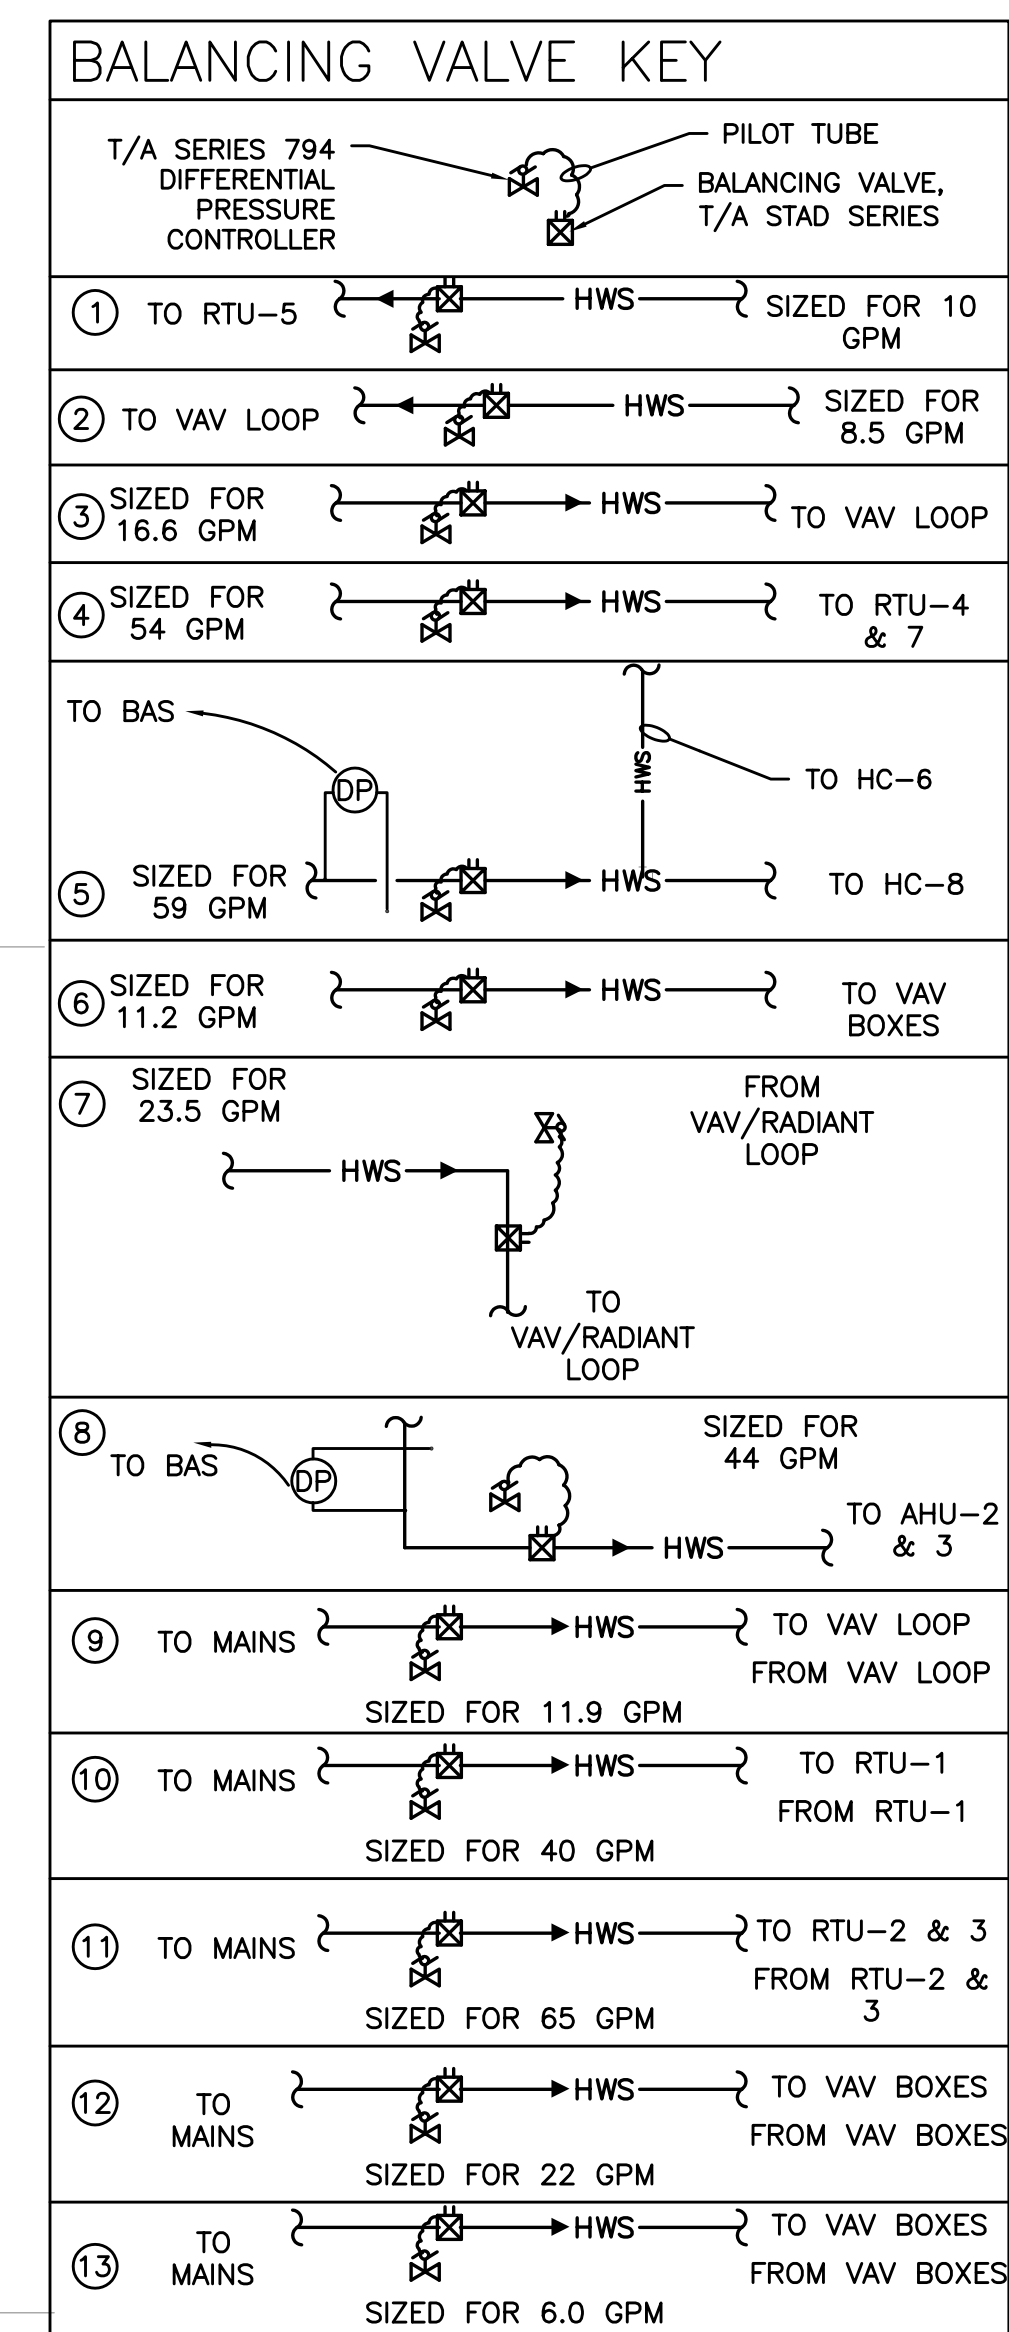 BALANCING VALVE KEY
T/A SERIES 794
DIFFERENTIAL
PRESSURE
CONTROLLER
PILOT TUBE
BALANCING VALVE,
T/A STAD SERIES
1
TO RTU-5
HWS
SIZED FOR 10
GPM
2
TO VAV LOOP
HWS
SIZED FOR
8.5 GPM
3
SIZED FOR
16.6 GPM
HWS
TO VAV LOOP
4
SIZED FOR
54 GPM
HWS
TO RTU-4
& 7
TO BAS
DP
HWS
TO HC-6
5
SIZED FOR
59 GPM
HWS
TO HC-8
6
SIZED FOR
11.2 GPM
HWS
TO VAV
BOXES
7
SIZED FOR
23.5 GPM
FROM
VAV/RADIANT
LOOP
HWS
TO
VAV/RADIANT
LOOP
8
TO BAS
DP
SIZED FOR
44 GPM
HWS
TO AHU-2
& 3
9
TO MAINS
HWS
TO VAV LOOP
FROM VAV LOOP
SIZED FOR 11.9 GPM
10
TO MAINS
HWS
TO RTU-1
FROM RTU-1
SIZED FOR 40 GPM
11
TO MAINS
HWS
TO RTU-2 & 3
FROM RTU-2 &
3
SIZED FOR 65 GPM
12
TO
MAINS
HWS
TO VAV BOXES
FROM VAV BOXES
SIZED FOR 22 GPM
13
TO
MAINS
HWS
TO VAV BOXES
FROM VAV BOXES
SIZED FOR 6.0 GPM